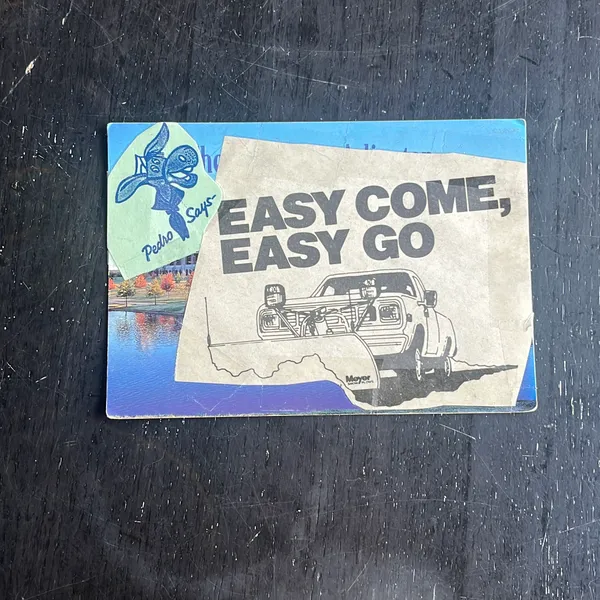 Pedro Says-
EASY COME,
EASY GO
Meyer